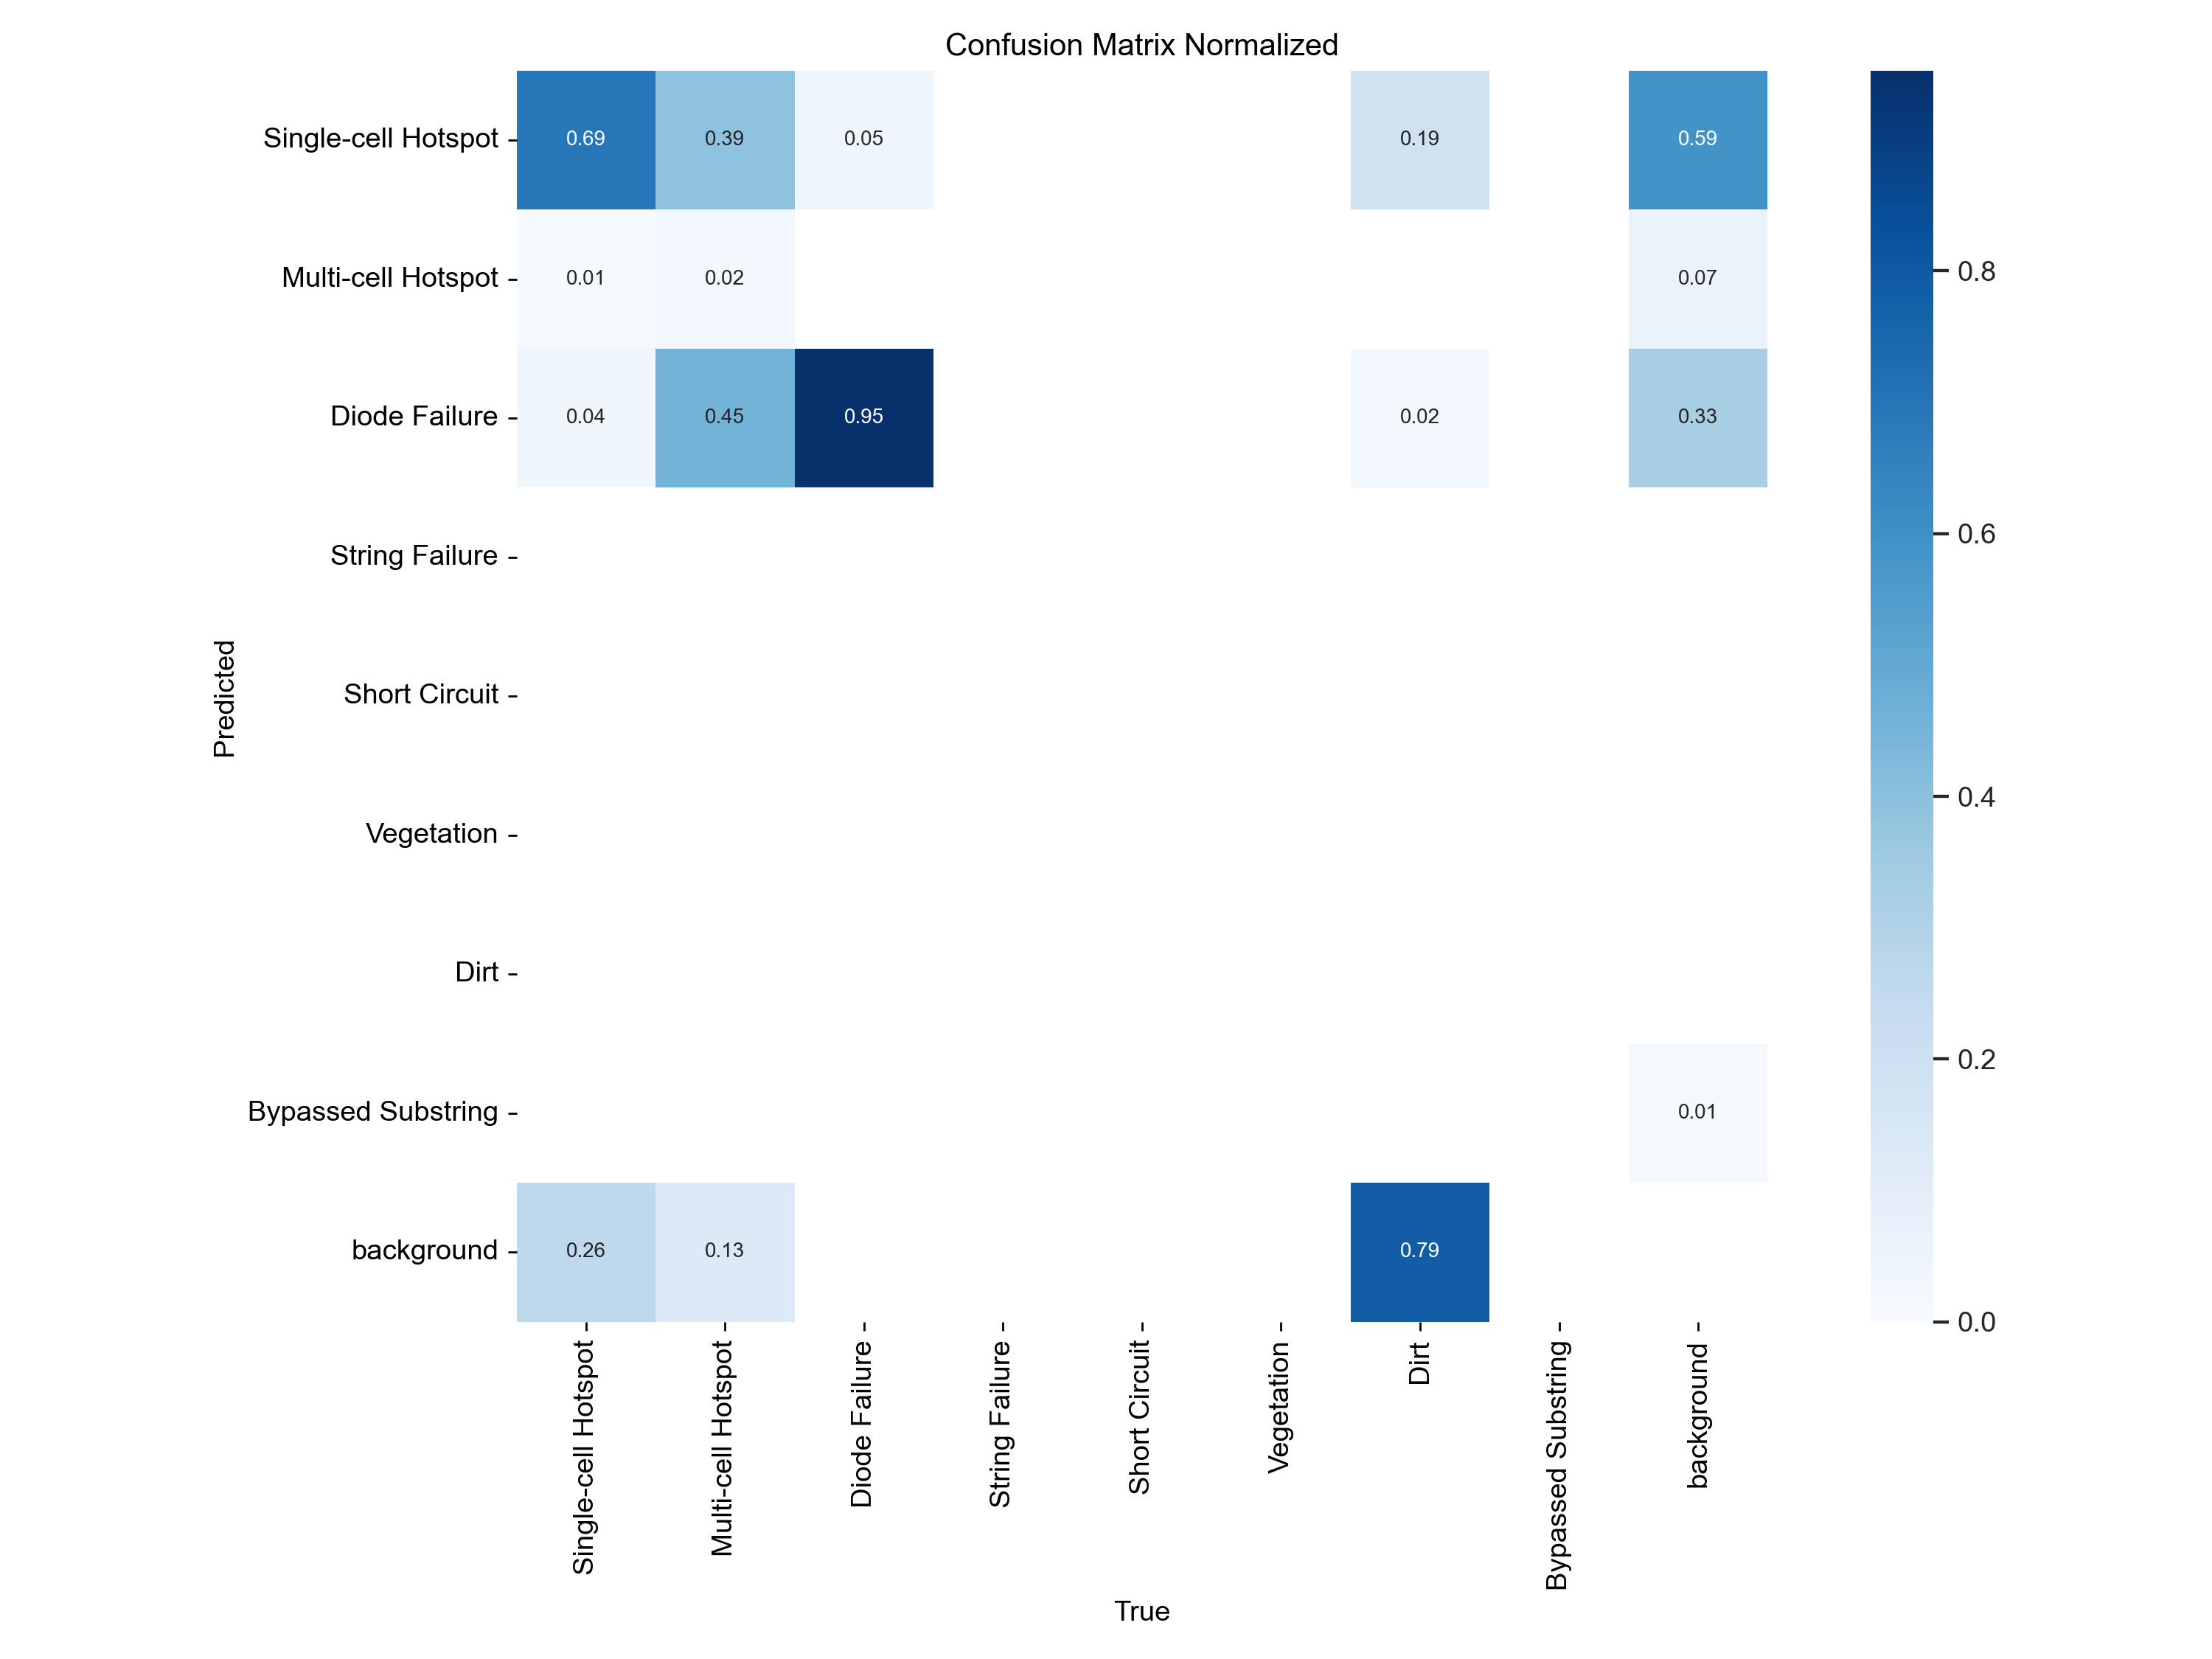 Confusion Matrix Normalized
Single-cell Hotspot
0.69
0.39
0.05
0.19
0.59
Multi-cell Hotspot
0.01
0.02
0.07
Diode Failure
0.04
0.45
0.95
0.02
0.33
String Failure
Short Circuit
Vegetation
Dirt
Bypassed Substring
0.01
background
0.26
0.13
0.79
Predicted
Single-cell Hotspot
Multi-cell Hotspot
Diode Failure
String Failure
Short Circuit
Vegetation
Dirt
Bypassed Substring
background
True
0.8
0.6
0.4
0.2
0.0